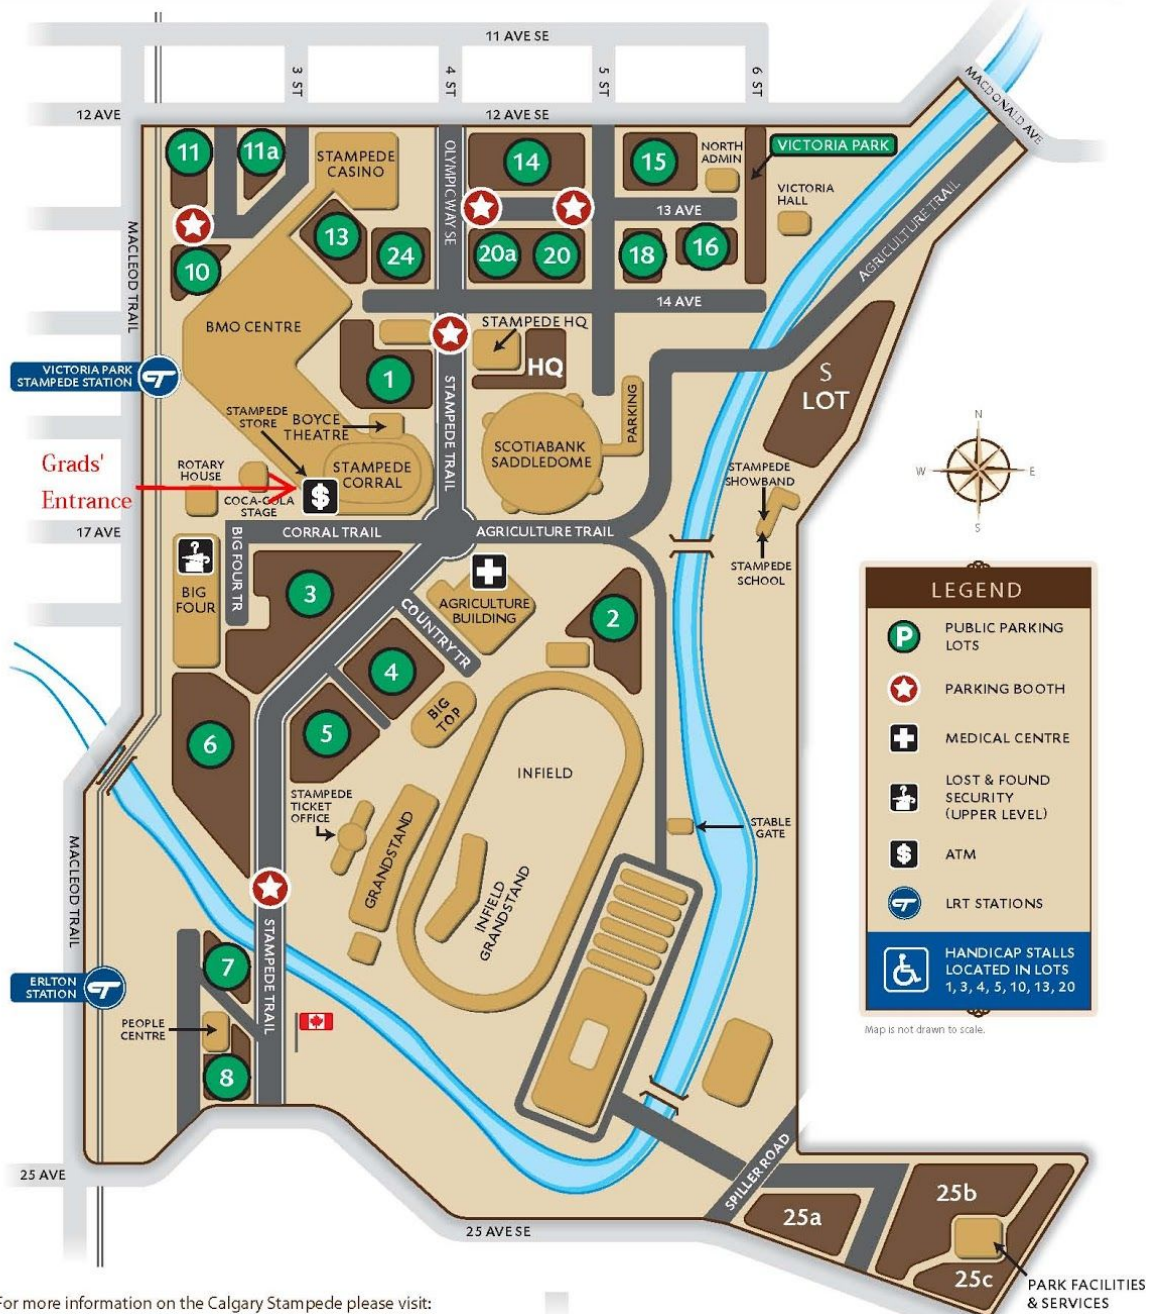 11 AVE SE
3 ST
4 ST
5 ST
6 ST
MACDONALD AVE
12 AVE
12 AVE SE
11
11a
STAMPEDE
CASINO
OLYMPIC WAY SE
14
15
NORTH
ADMIN
VICTORIA PARK
VICTORIA
HALL
13 AVE
AGRICULTURE TRAIL
MACLEOD TRAIL
10
13
24
20a
20
18
16
14 AVE
BMO CENTRE
STAMPEDE HQ
HQ
1
VICTORIA PARK
STAMPEDE STATION
S
LOT
STAMPEDE TRAIL
PARKING
STAMPEDE
STORE
BOYCE
THEATRE
SCOTIABANK
SADDLEDOME
Grads'
Entrance
ROTARY
HOUSE
COCA-COLA
STAGE
$
STAMPEDE
CORRAL
STAMPEDE
SHOWBAND
N
W
E
S
17 AVE
BIG FOUR TR
CORRAL TRAIL
AGRICULTURE TRAIL
STAMPEDE
SCHOOL
BIG
FOUR
3
AGRICULTURE
BUILDING
COUNTRY TR
2
4
BIG
TOP
5
6
INFIELD
STAMPEDE
TICKET
OFFICE
GRANDSTAND
INFIELD
GRANDSTAND
STABLE
GATE
MACLEOD TRAIL
STAMPEDE TRAIL
7
ERLTON
STATION
PEOPLE
CENTRE
8
25 AVE
25 AVE SE
SPILLER ROAD
25a
25b
25c
PARK FACILITIES
& SERVICES
LEGEND
P
PUBLIC PARKING
LOTS
PARKING BOOTH
MEDICAL CENTRE
LOST & FOUND
SECURITY
(UPPER LEVEL)
$
ATM
LRT STATIONS
HANDICAP STALLS
LOCATED IN LOTS
1, 3, 4, 5, 10, 13, 20
Map is not drawn to scale.
For more information on the Calgary Stampede please visit: